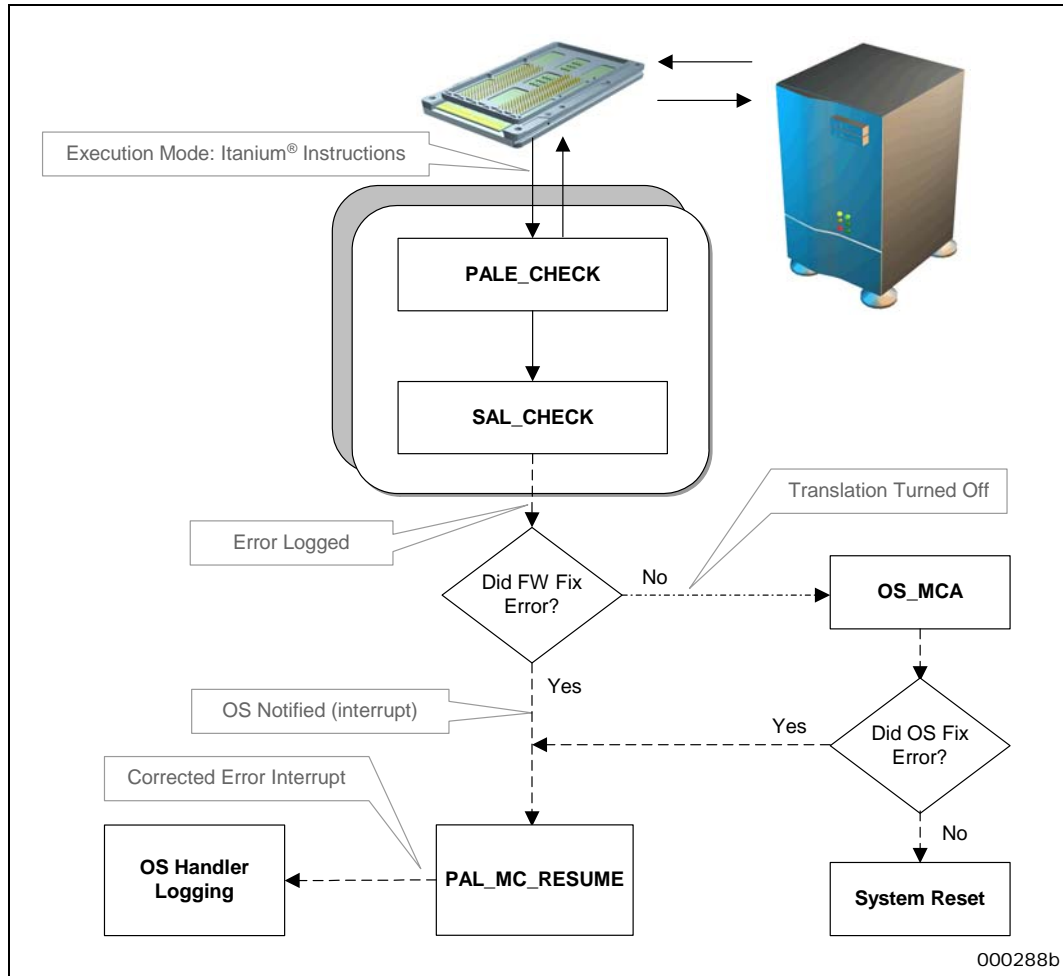 Execution Mode: Itanium® Instructions
PALE_CHECK
SAL_CHECK
Translation Turned Off
Error Logged
Did FW Fix
Error?
No
OS_MCA
Yes
OS Notified (interrupt)
Yes
Did OS Fix
Error?
Corrected Error Interrupt
No
OS Handler
Logging
PAL_MC_RESUME
System Reset
000288b